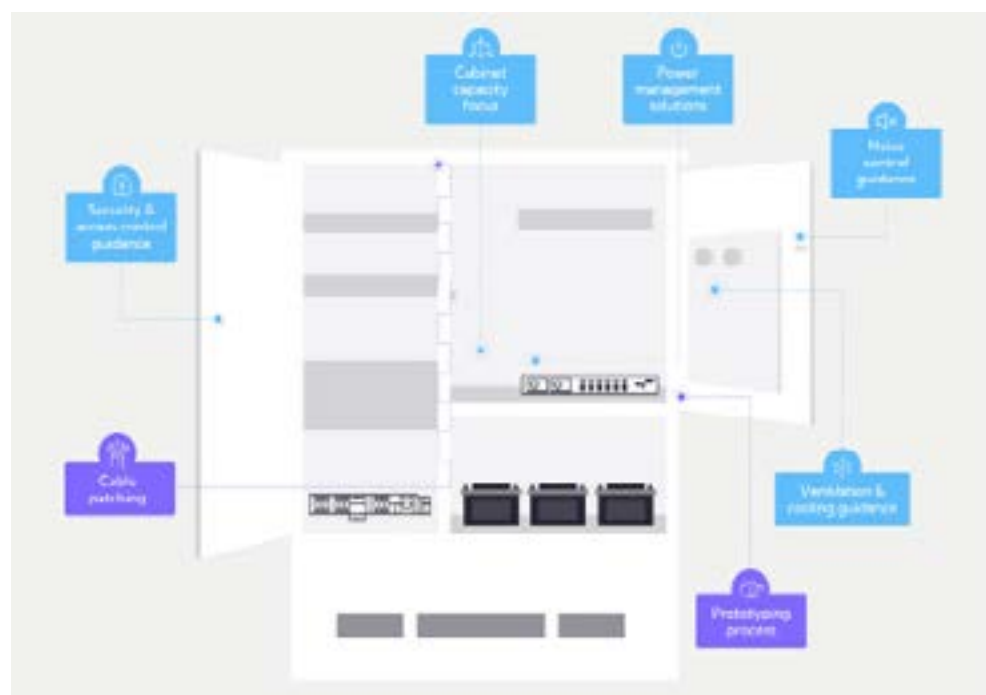 Cabinet
capacity
focus
Power
management
solutions
Noise
control
guidance
Security &
access control
guidance
Cable
patching
Ventilation &
cooling guidance
Prototyping
process